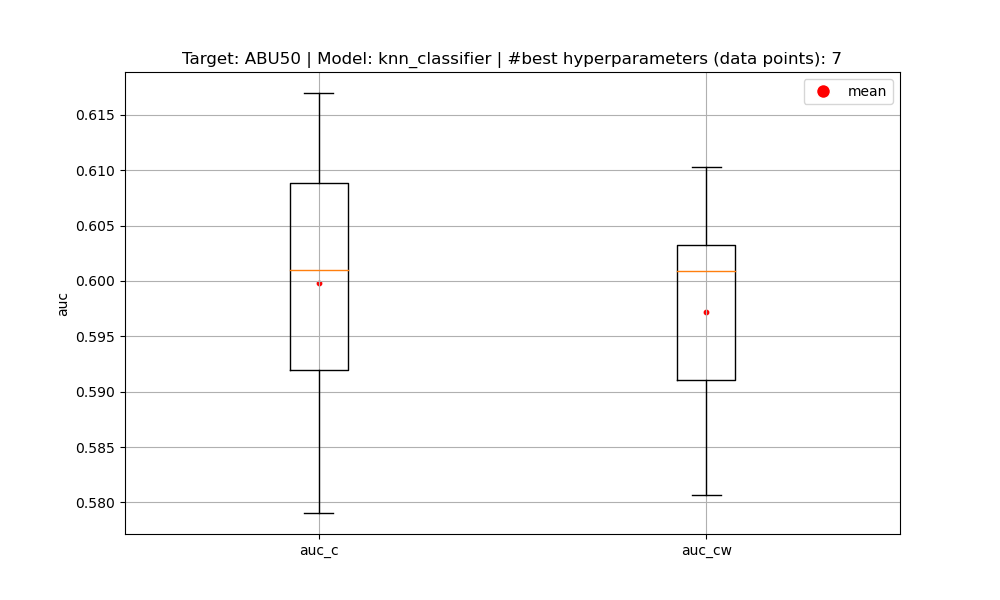 Target: ABU50 | Model: knn_classifier | #best hyperparameters (data points): 7
mean
0.615
0.610
0.605
0.600
0.595
0.590
0.585
0.580
auc
auc_c
auc_cw